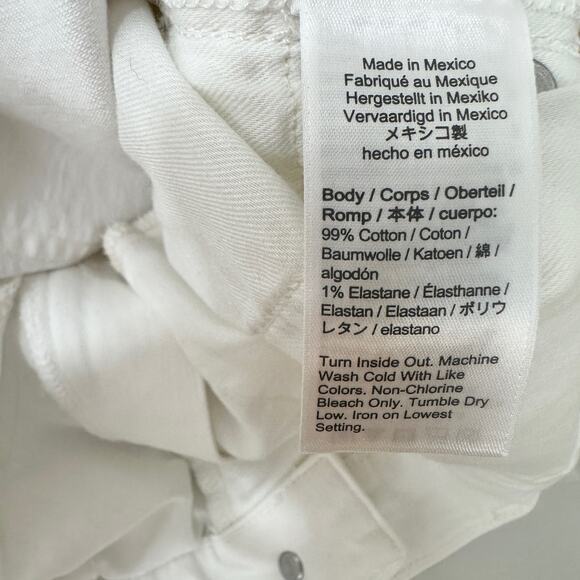 Made in Mexico
Fabriqué au Mexique
Hergestellt in Mexiko
Vervaardigd in Mexico
メキシコ製
hecho en méxico
Body / Corps / Oberteil /
Romp / 本体 / cuerpo:
99% Cotton / Coton /
Baumwolle / Katoen / 綿 /
algodón
1% Elastane / Élasthanne /
Elastan / Elastaan / ポリウ
レタン / elastano
Turn Inside Out. Machine
Wash Cold With Like
Colors. Non-Chlorine
Bleach Only. Tumble Dry
Low. Iron on Lowest
Setting.